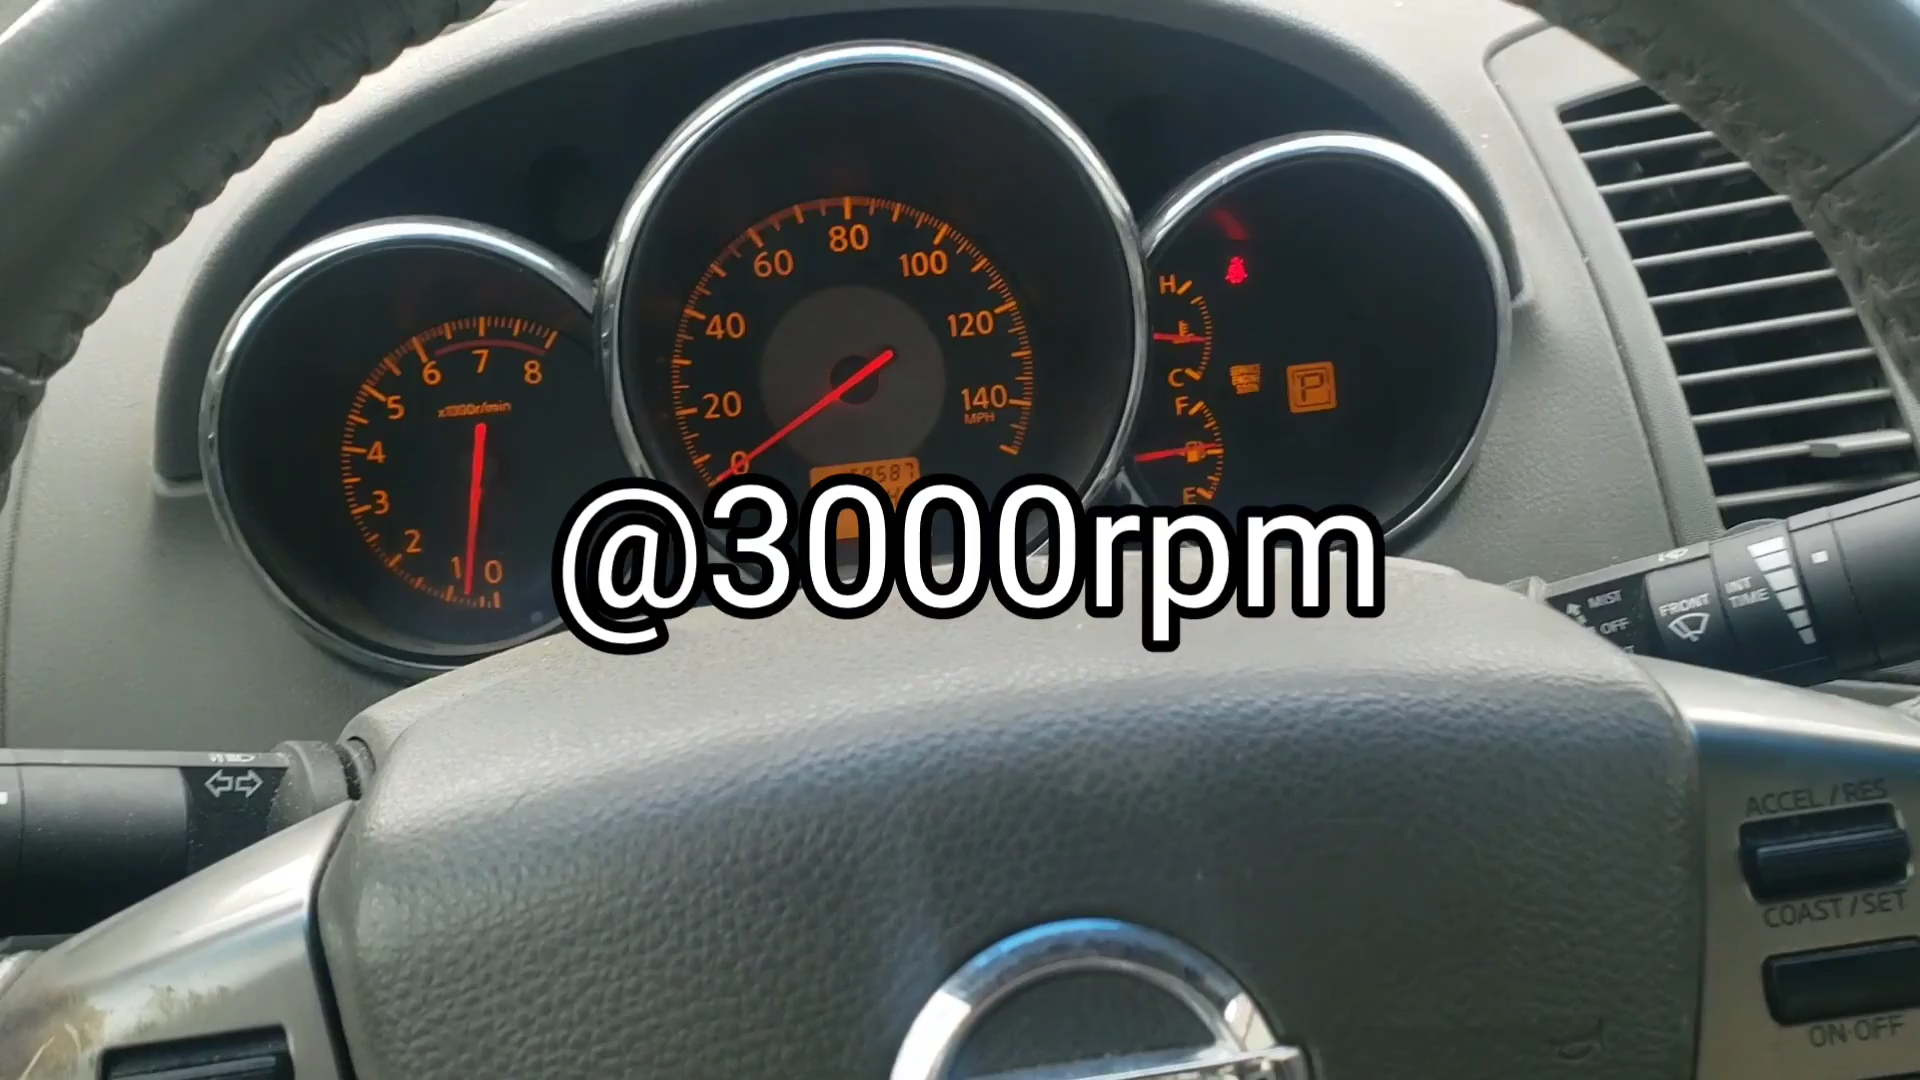 80
60
100
40
120
20
140
MPH
0
6
7
8
5
x1000r/min
4
3
2
1
0
H
C
F
E
P
@3000rpm
MIST
OFF
FRONT
INT
TIME
ACCEL/RES
COAST/SET
ON·OFF